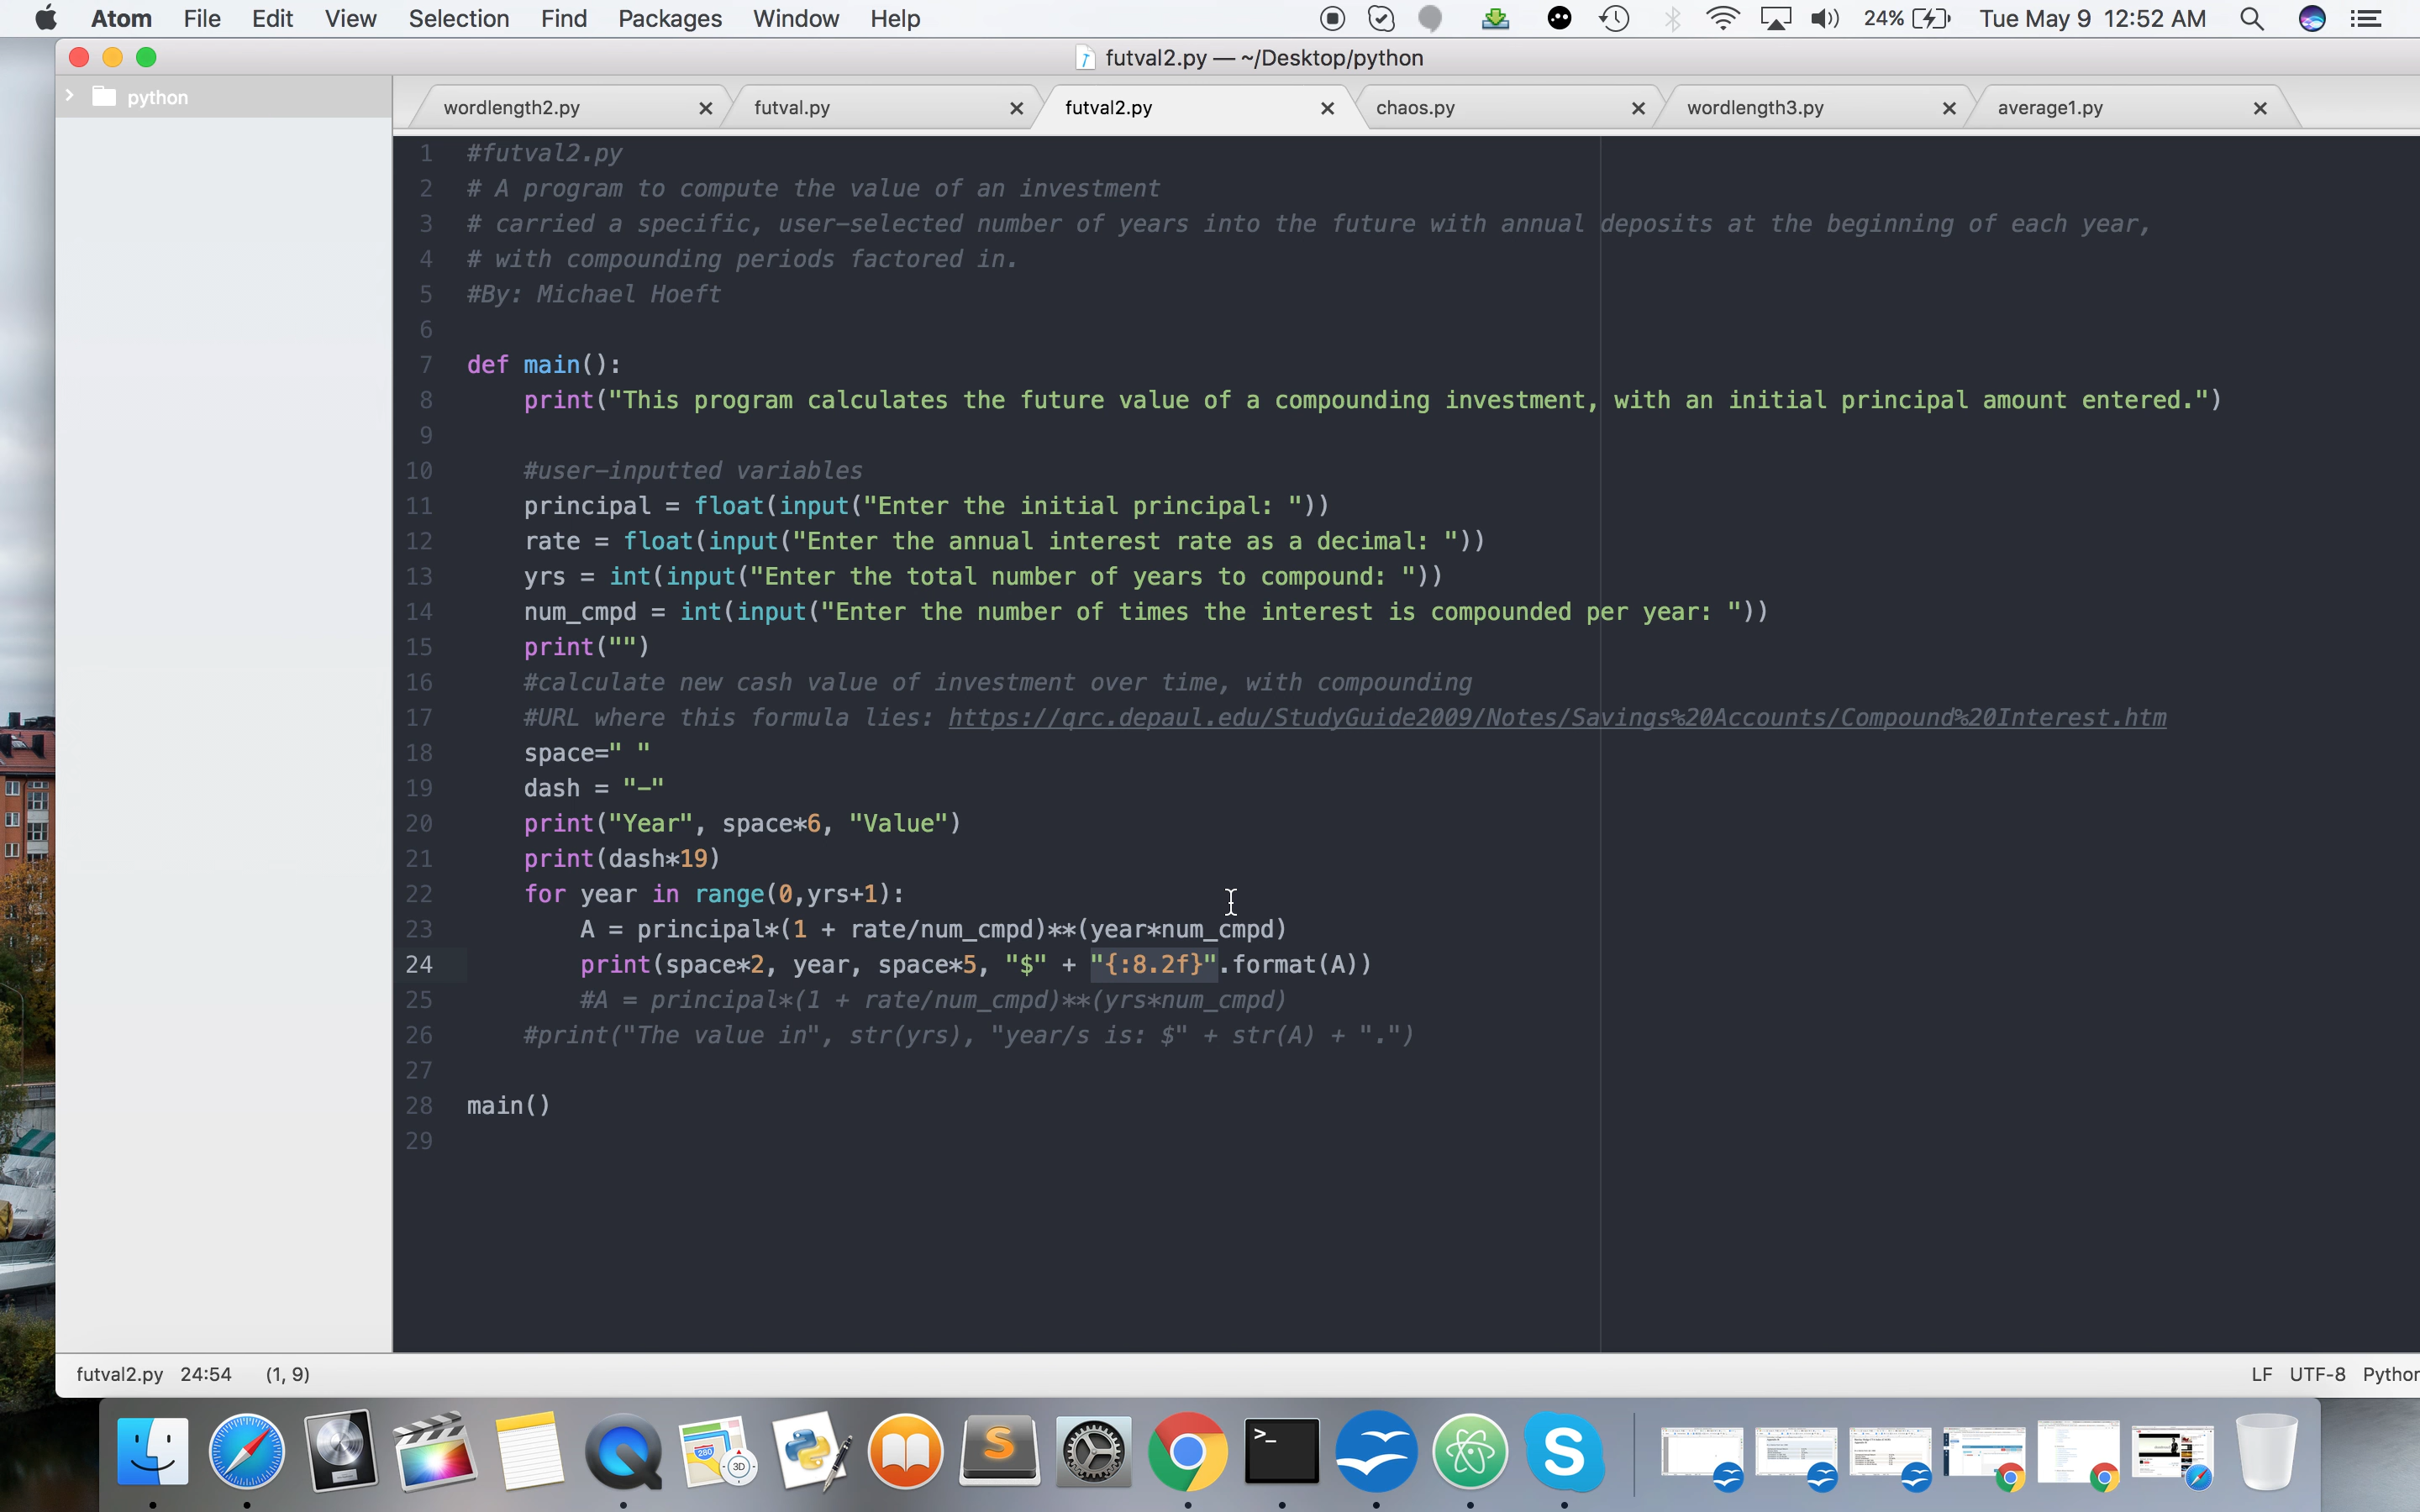 Atom File Edit View Selection Find Packages Window Help 24% Tue May 9 12:52 AM
futval2.py — ~/Desktop/python
python
wordlength2.py futval.py futval2.py chaos.py wordlength3.py average1.py
1 #futval2.py
2 # A program to compute the value of an investment
3 # carried a specific, user-selected number of years into the future with annual deposits at the beginning of each year,
4 # with compounding periods factored in.
5 #By: Michael Hoeft
6
7 def main():
8     print("This program calculates the future value of a compounding investment, with an initial principal amount entered.")
9
10     #user-inputted variables
11     principal = float(input("Enter the initial principal: "))
12     rate = float(input("Enter the annual interest rate as a decimal: "))
13     yrs = int(input("Enter the total number of years to compound: "))
14     num_cmpd = int(input("Enter the number of times the interest is compounded per year: "))
15     print("")
16     #calculate new cash value of investment over time, with compounding
17     #URL where this formula lies: https://qrc.depaul.edu/StudyGuide2009/Notes/Savings%20Accounts/Compound%20Interest.htm
18     space=" "
19     dash = "-"
20     print("Year", space*6, "Value")
21     print(dash*19)
22     for year in range(0,yrs+1):
23         A = principal*(1 + rate/num_cmpd)**(year*num_cmpd)
24         print(space*2, year, space*5, "$" + "{:8.2f}".format(A))
25         #A = principal*(1 + rate/num_cmpd)**(yrs*num_cmpd)
26     #print("The value in", str(yrs), "year/s is: $" + str(A) + ".")
27
28 main()
29
futval2.py 24:54 (1, 9) LF UTF-8 Python
280 3D S >_ S